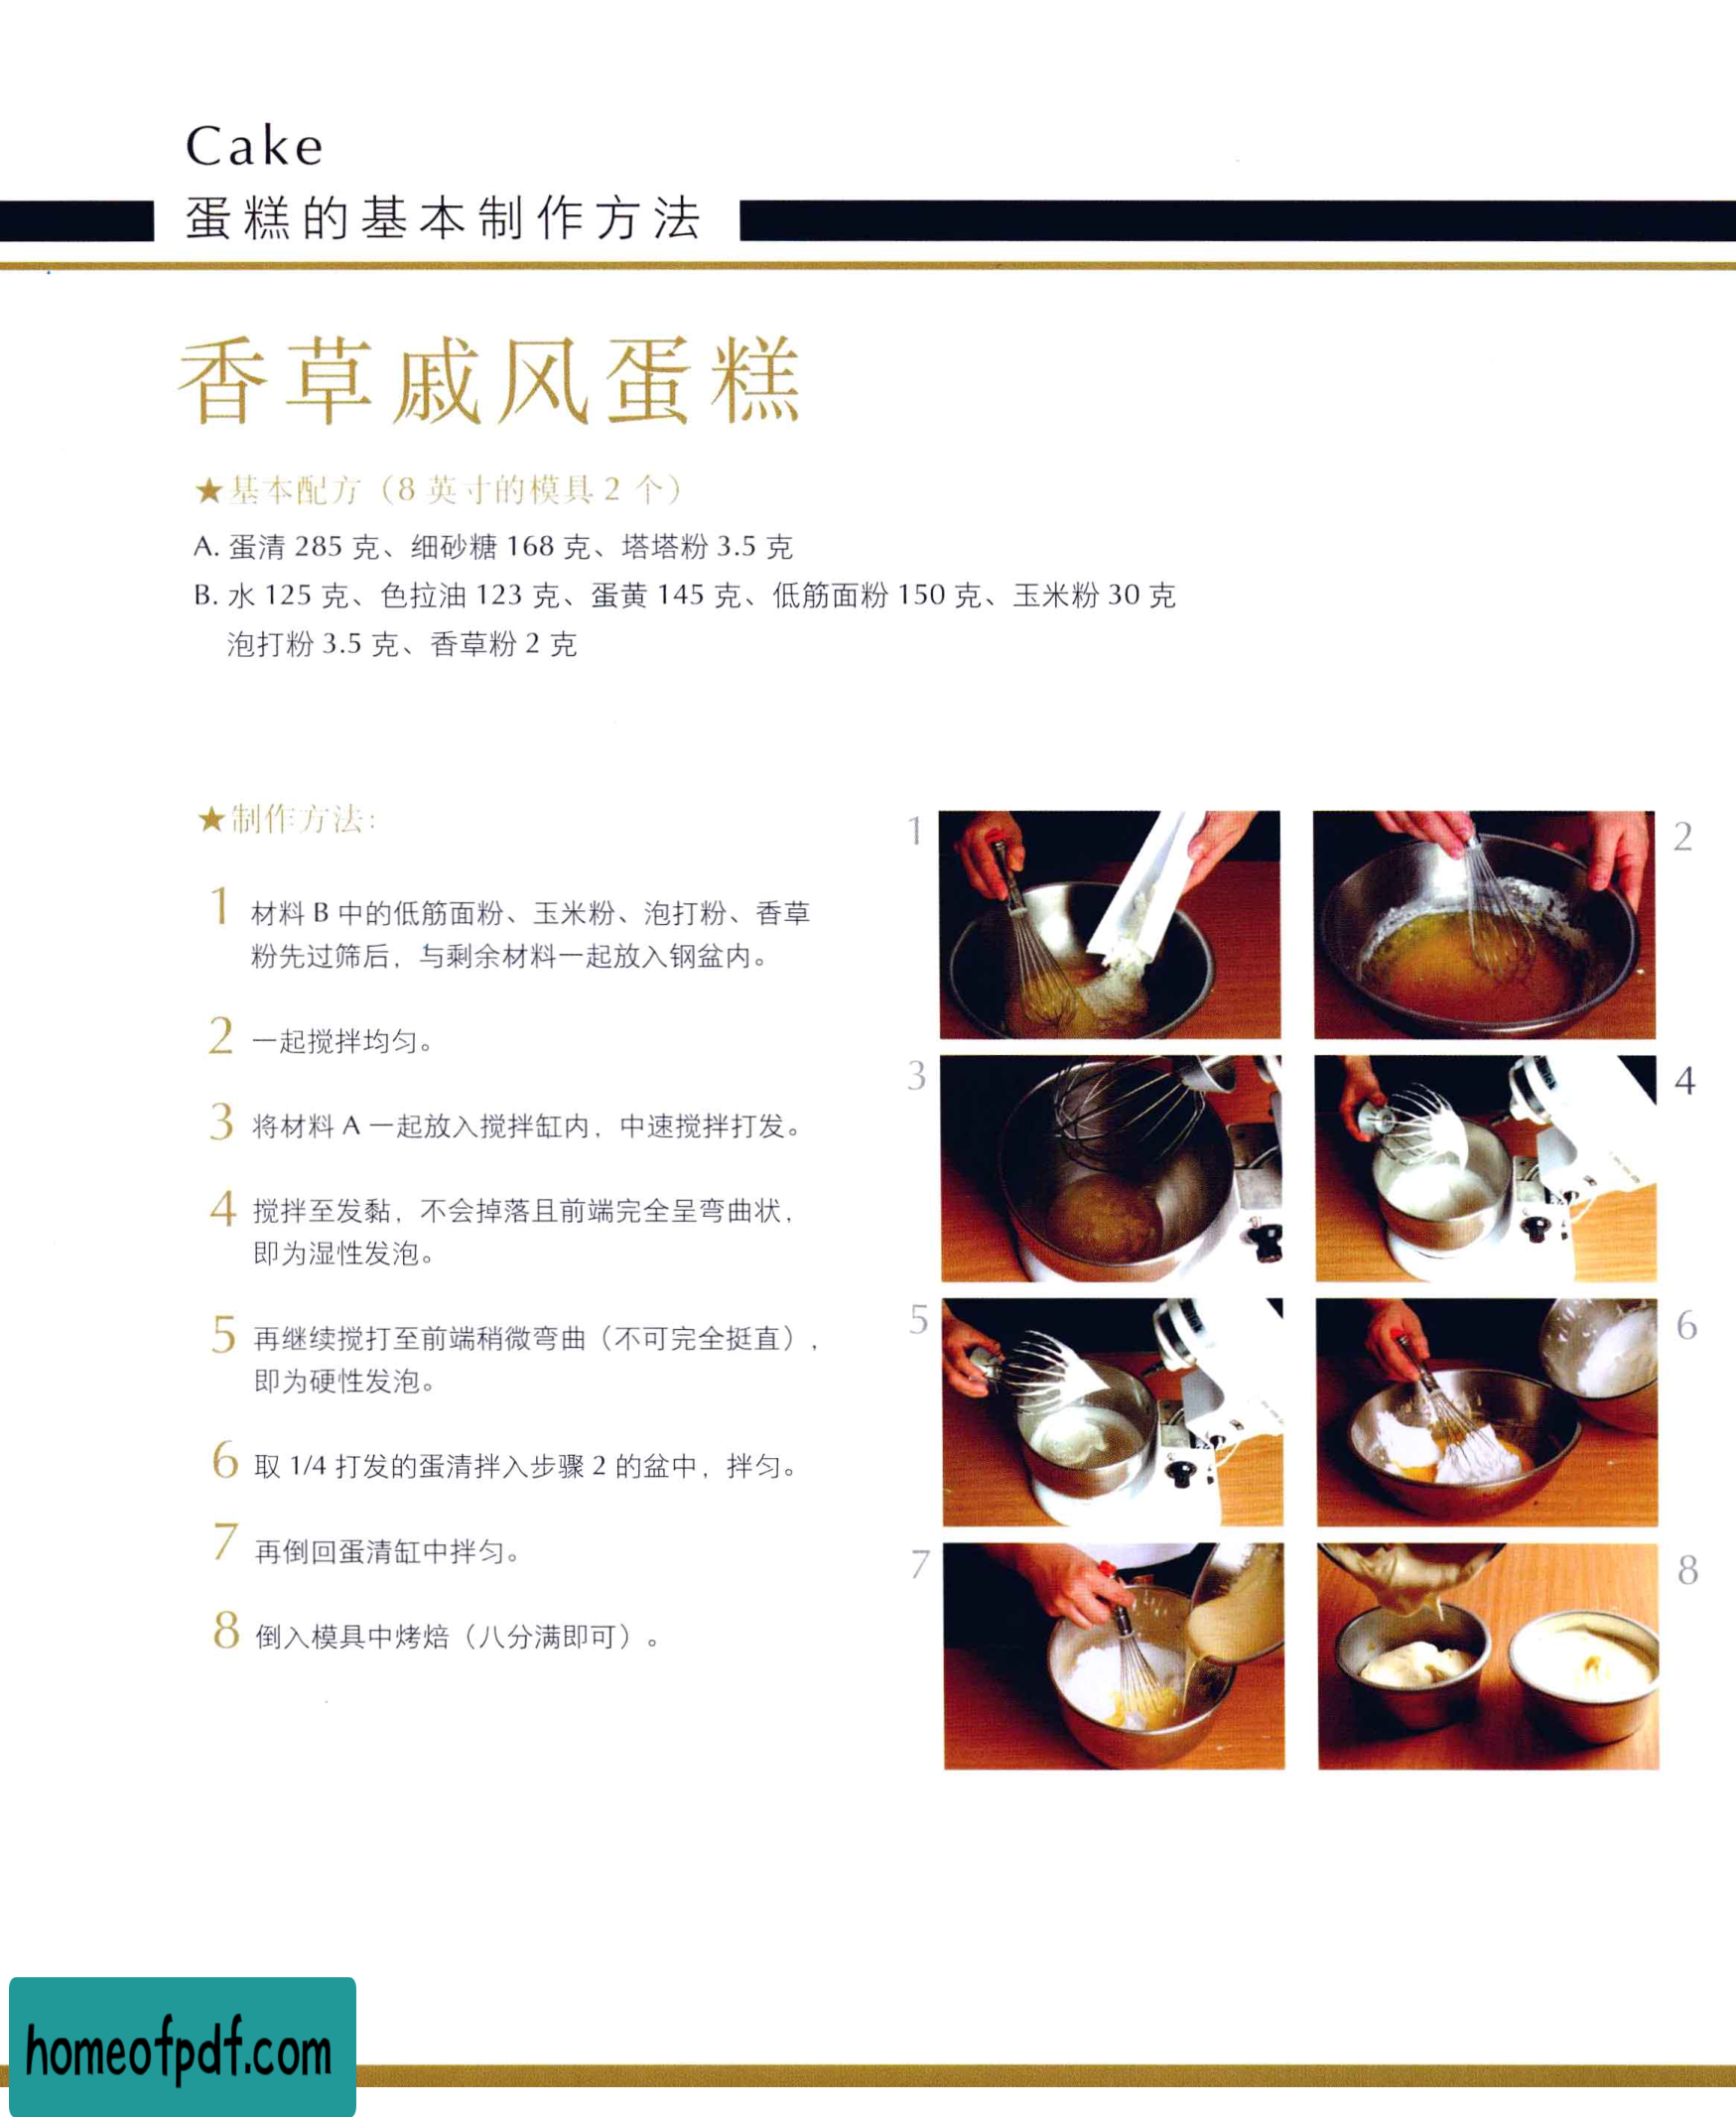 Cake
蛋糕的基本制作方法
香草戚风蛋糕
★基本配方（8 英寸的模具 2 个）
A. 蛋清 285 克、细砂糖 168 克、塔塔粉 3.5 克
B. 水 125 克、色拉油 123 克、蛋黄 145 克、低筋面粉 150 克、玉米粉 30 克
泡打粉 3.5 克、香草粉 2 克
★制作方法：
1 材料 B 中的低筋面粉、玉米粉、泡打粉、香草
粉先过筛后，与剩余材料一起放入钢盆内。
2 一起搅拌均匀。
3 将材料 A 一起放入搅拌缸内，中速搅拌打发。
4 搅拌至发黏，不会掉落且前端完全呈弯曲状，
即为湿性发泡。
5 再继续搅打至前端稍微弯曲（不可完全挺直），
即为硬性发泡。
6 取 1/4 打发的蛋清拌入步骤 2 的盆中，拌匀。
7 再倒回蛋清缸中拌匀。
8 倒入模具中烤焙（八分满即可）。
1
2
3
4
5
6
7
8
homeofpdf.com